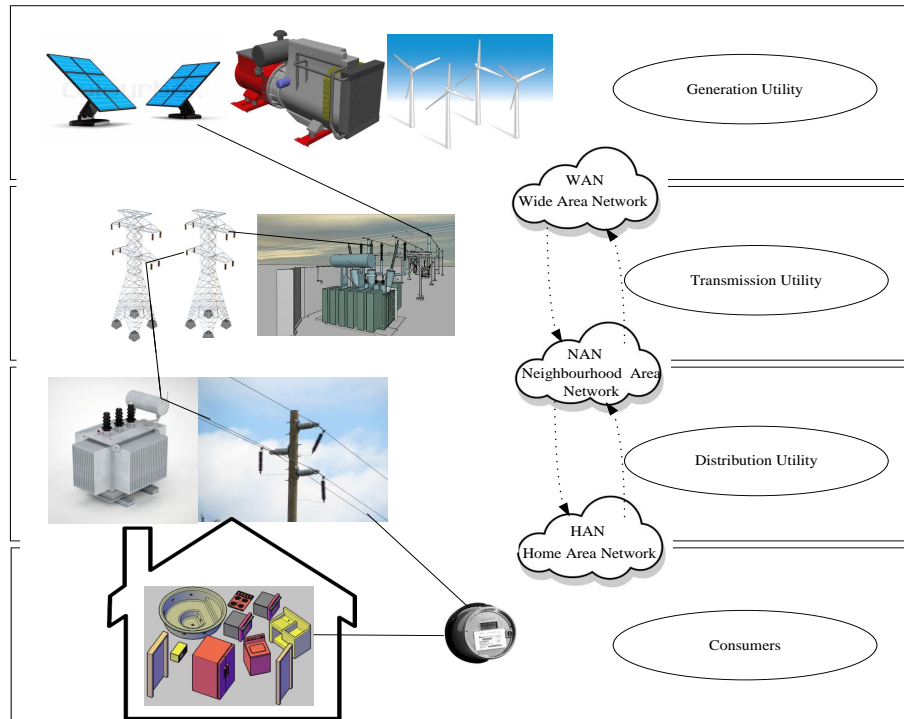 Generation Utility
WAN
Wide Area Network
Transmission Utility
NAN
Neighbourhood Area
Network
Distribution Utility
HAN
Home Area Network
Consumers